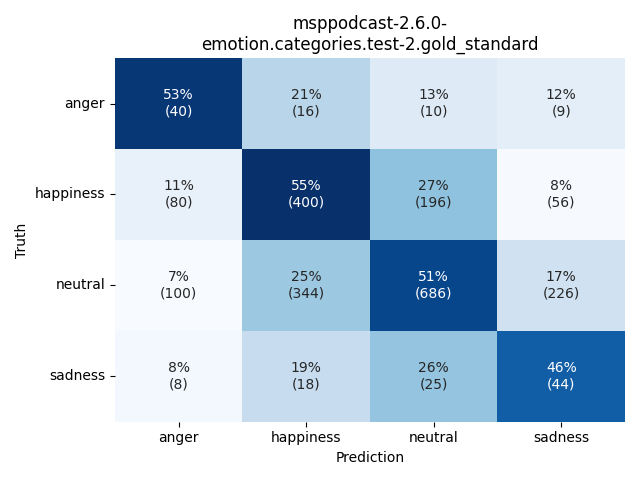 msppodcast-2.6.0-
emotion.categories.test-2.gold_standard
Truth
anger
53% 21% 13% 12%
(40) (16) (10) (9)
happiness
11% 55% 27% 8%
(80) (400) (196) (56)
neutral
7% 25% 51% 17%
(100) (344) (686) (226)
sadness
8% 19% 26% 46%
(8) (18) (25) (44)
anger happiness neutral sadness
Prediction